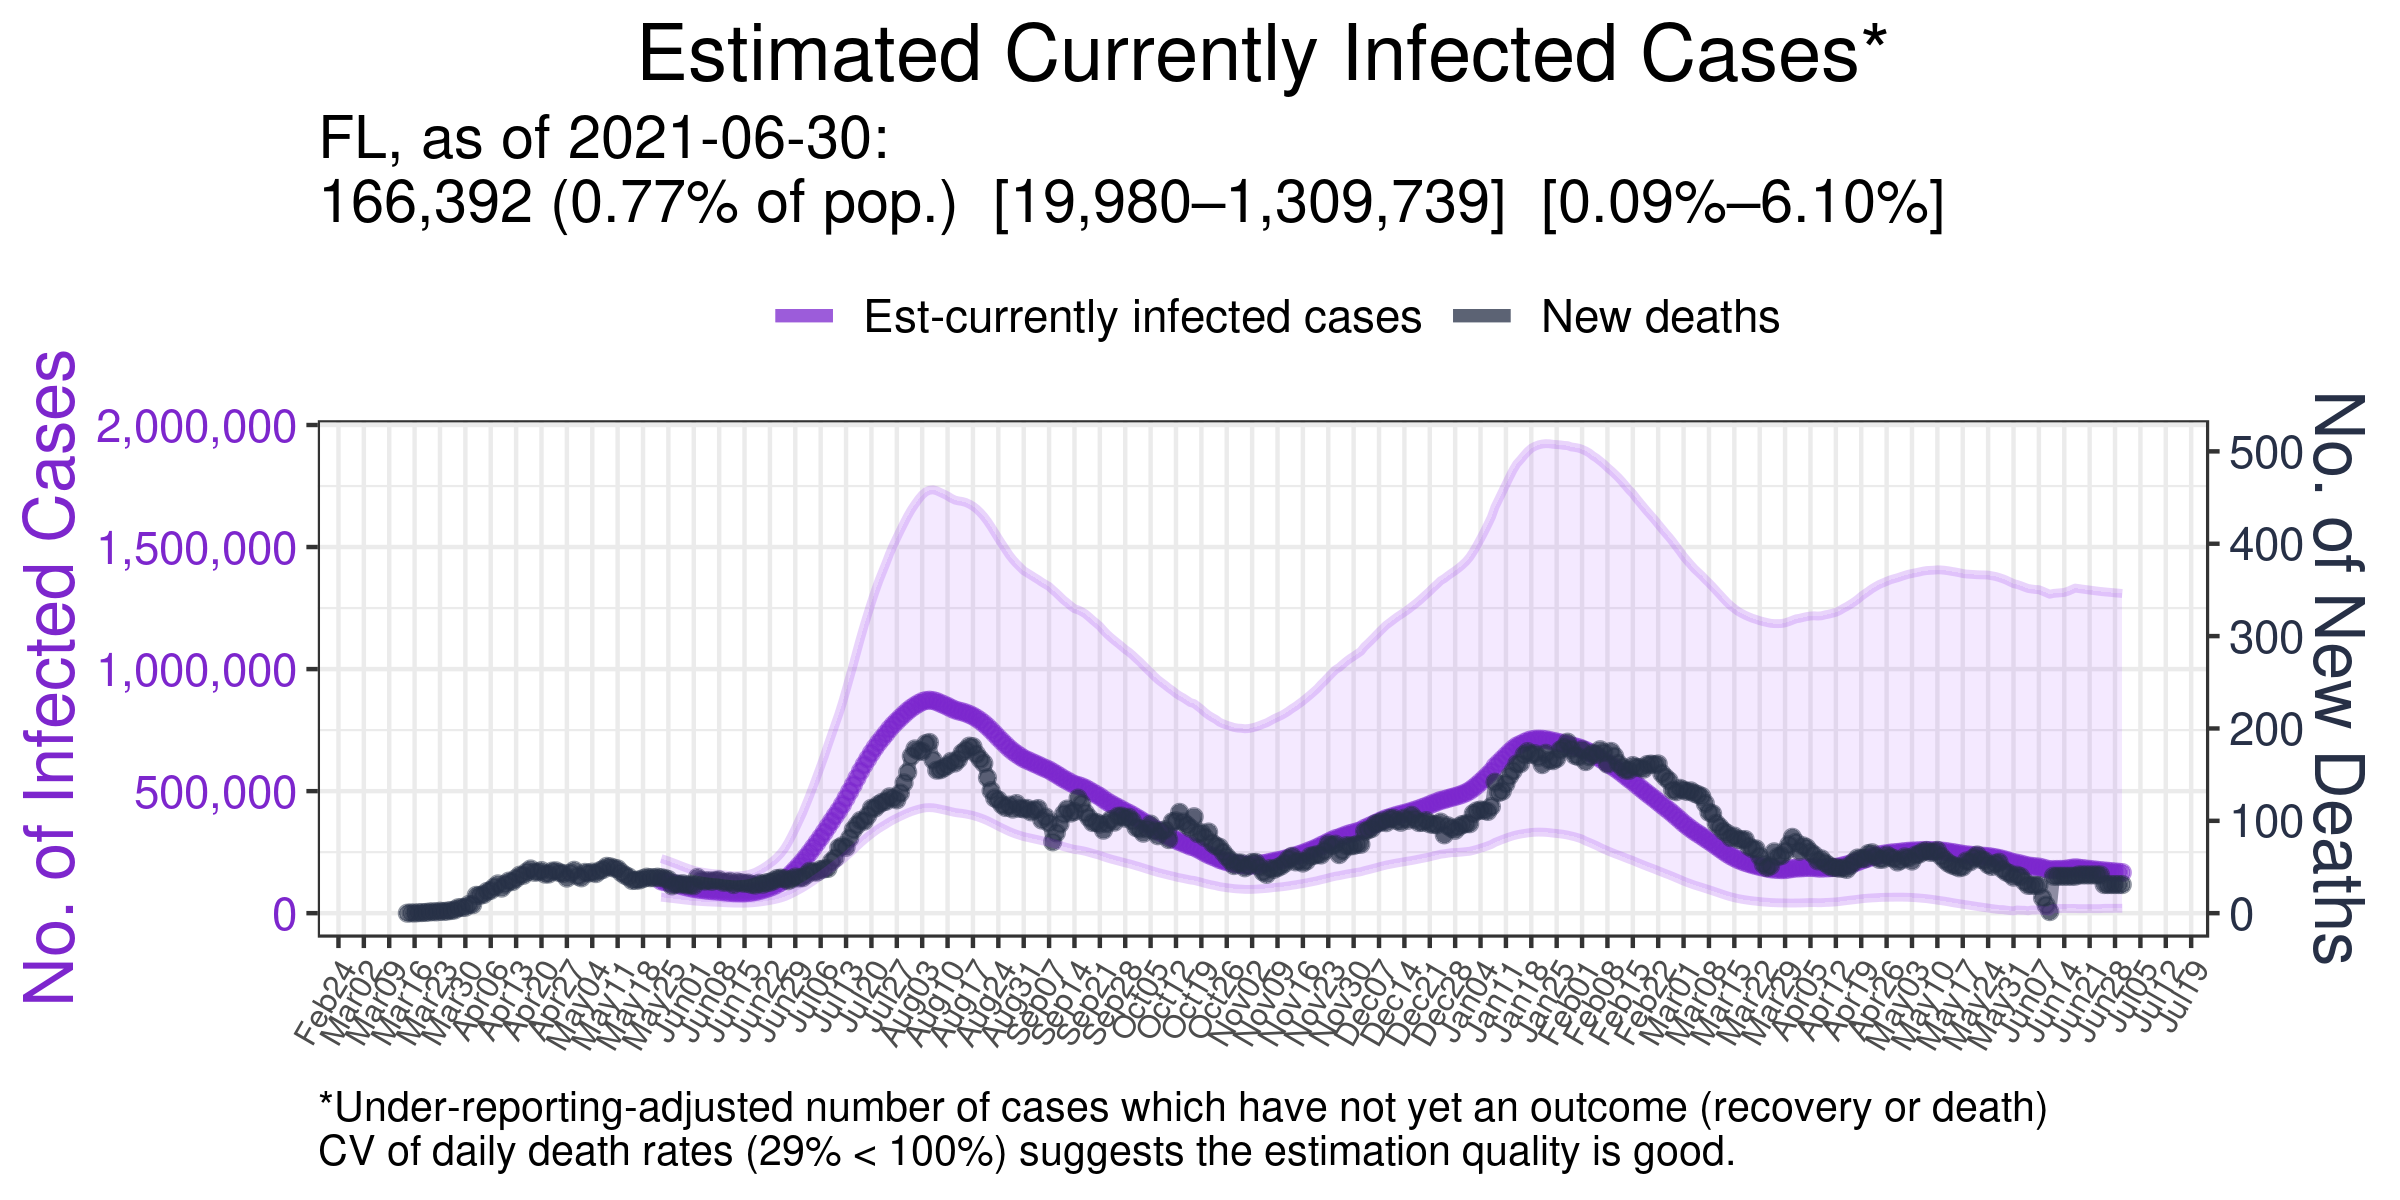 Estimated Currently Infected Cases*
FL, as of 2021-06-30:
166,392 (0.77% of pop.) [19,980–1,309,739] [0.09%–6.10%]
Est-currently infected cases
New deaths
No. of Infected Cases
2,000,000
1,500,000
1,000,000
500,000
0
No. of New Deaths
500
400
300
200
100
0
Feb24
Mar02
Mar09
Mar16
Mar23
Mar30
Apr06
Apr13
Apr20
Apr27
May04
May11
May18
May25
Jun01
Jun08
Jun15
Jun22
Jun29
Jul06
Jul13
Jul20
Jul27
Aug03
Aug10
Aug17
Aug24
Aug31
Sep07
Sep14
Sep21
Sep28
Oct05
Oct12
Oct19
Oct26
Nov02
Nov09
Nov16
Nov23
Nov30
Dec07
Dec14
Dec21
Dec28
Jan04
Jan11
Jan18
Jan25
Feb01
Feb08
Feb15
Feb22
Mar01
Mar08
Mar15
Mar22
Mar29
Apr05
Apr12
Apr19
Apr26
May03
May10
May17
May24
May31
Jun07
Jun14
Jun21
Jun28
Jul05
Jul12
Jul19
*Under-reporting-adjusted number of cases which have not yet an outcome (recovery or death)
CV of daily death rates (29% < 100%) suggests the estimation quality is good.